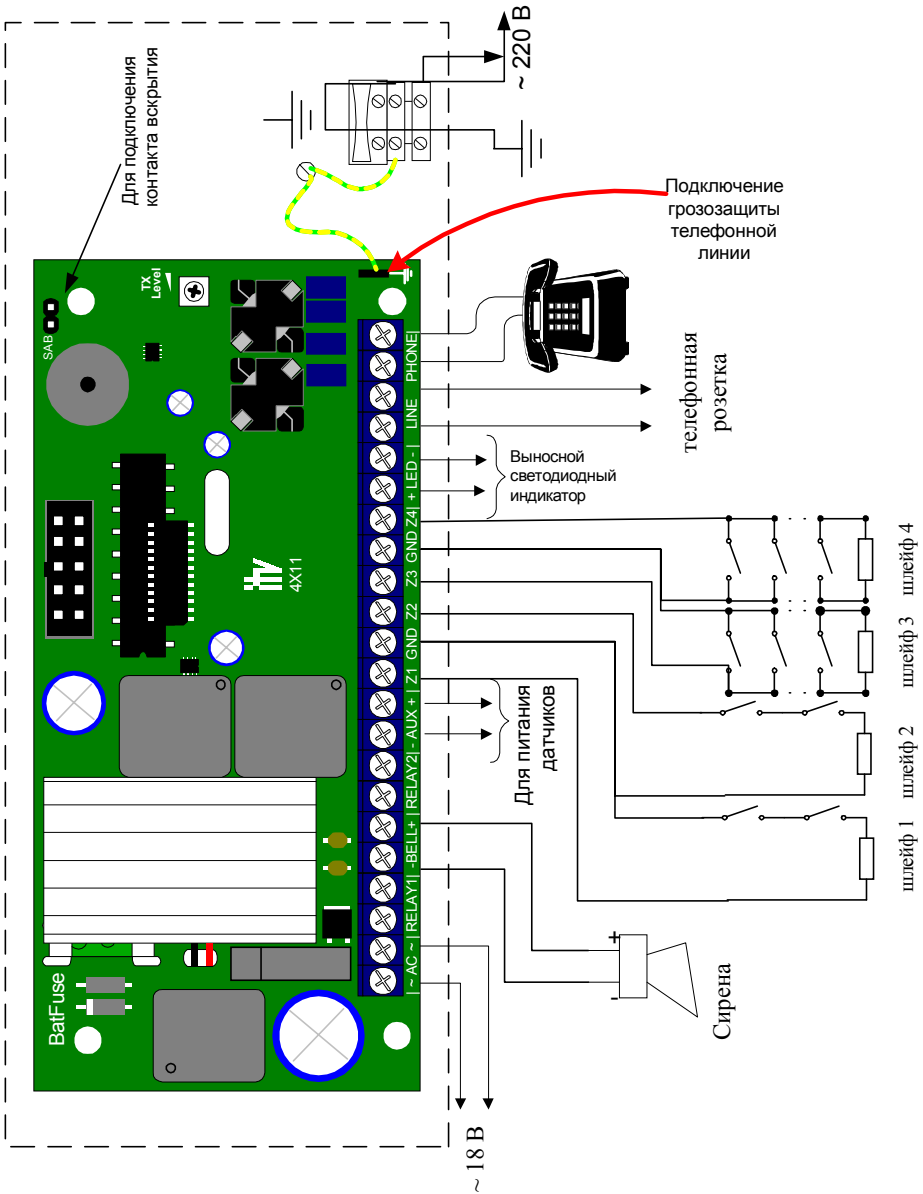 Для подключения
контакта вскрытия
~ 220 В
Подключение
грозозащиты
телефонной
линии
SAB
TX
Level
itv
4X11
BatFuse
| ~ AC ~ | RELAY1| -BELL+ | RELAY2| - AUX + | Z1 GND Z2 Z3 GND Z4| + LED - | LINE PHONE|
Выносной
светодиодный
индикатор
телефонная
розетка
Для питания
датчиков
~ 18 В
+
-
Сирена
шлейф 1
шлейф 2
шлейф 3
шлейф 4